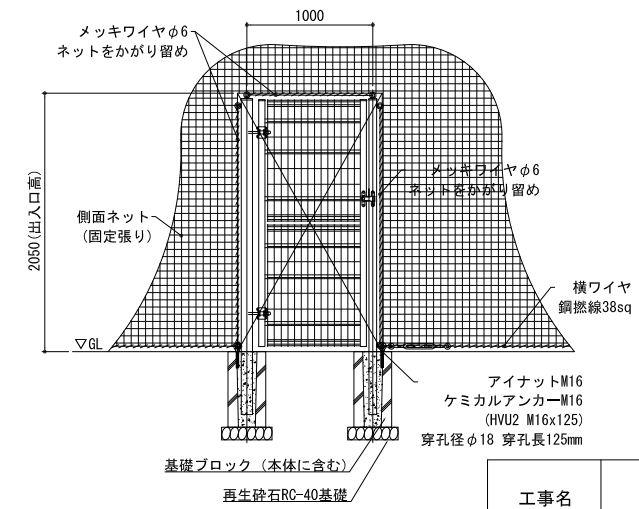 1000
メッキワイヤφ6
ネットをかがり留め
2050(出入口高)
メッキワイヤφ6
ネットをかがり留め
側面ネット
(固定張り)
横ワイヤ
鋼撚線38sq
▽GL
アイナットM16
ケミカルアンカーM16
(HVU2 M16x125)
穿孔径φ18 穿孔長125mm
基礎ブロック (本体に含む)
再生砕石RC-40基礎
工事名